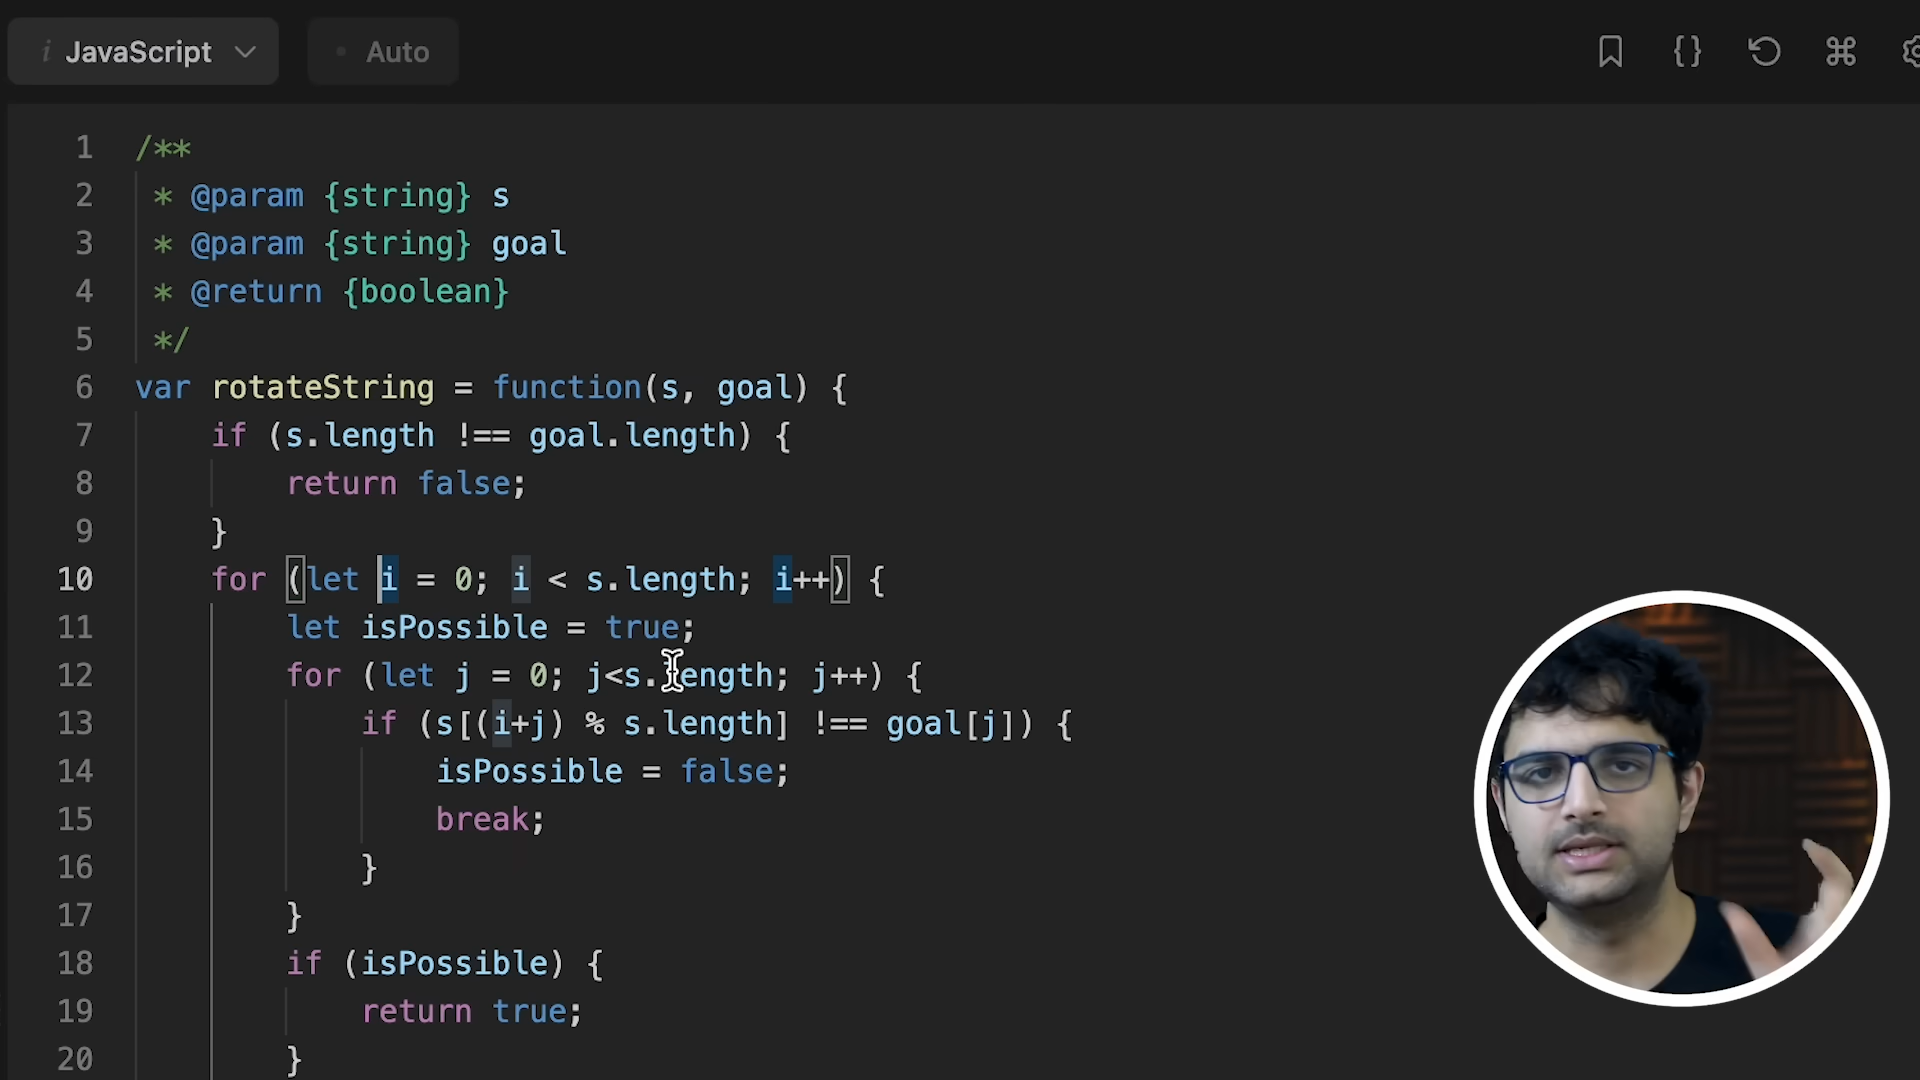 JavaScript
Auto
1 /**
2 * @param {string} s
3 * @param {string} goal
4 * @return {boolean}
5 */
6 var rotateString = function(s, goal) {
7 if (s.length !== goal.length) {
8 return false;
9 }
10 for (let i = 0; i < s.length; i++) {
11 let isPossible = true;
12 for (let j = 0; j<s.length; j++) {
13 if (s[(i+j) % s.length] !== goal[j]) {
14 isPossible = false;
15 break;
16 }
17 }
18 if (isPossible) {
19 return true;
20 }